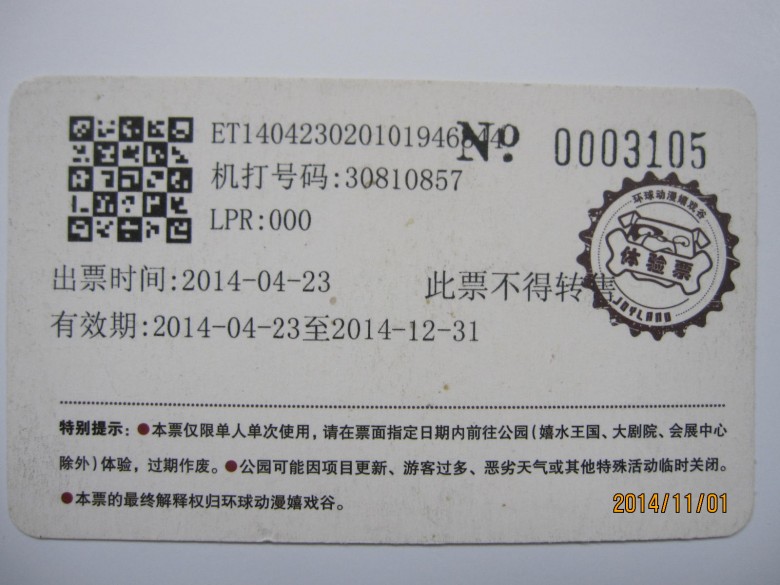 ET140423020101946844
No. 0003105
机打号码:30810857
LPR:000
环球动漫嬉戏谷
体验票
JOYLAND
出票时间:2014-04-23
此票不得转售
有效期:2014-04-23至2014-12-31
特别提示:●本票仅限单人单次使用,请在票面指定日期内前往公园(嬉水王国、大剧院、会展中心
除外)体验,过期作废。●公园可能因项目更新、游客过多、恶劣天气或其他特殊活动临时关闭。
●本票的最终解释权归环球动漫嬉戏谷。
2014/11/01